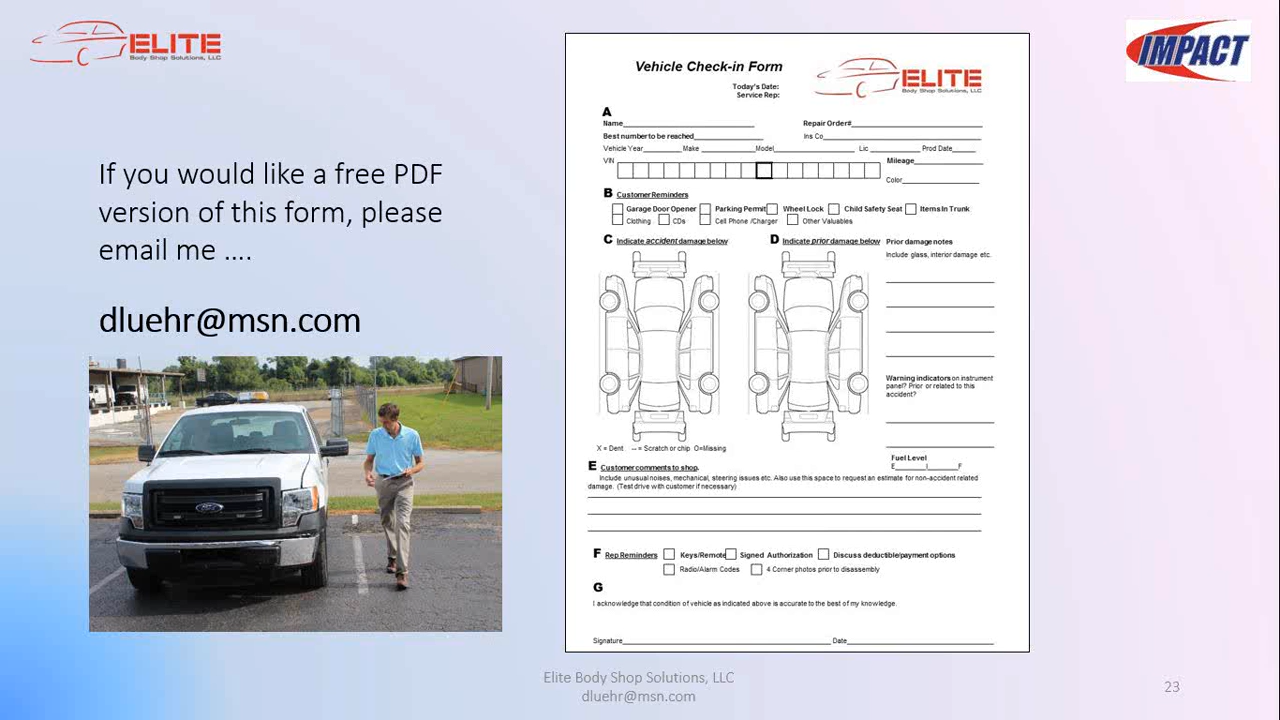 ELITE
Body Shop Solutions, LLC
IMPACT
If you would like a free PDF
version of this form, please
email me ....
dluehr@msn.com
Vehicle Check-in Form
ELITE
Body Shop Solutions, LLC
Today's Date:
Service Rep:
A
Name Repair Order#
Best number to be reached Ins Co
Vehicle Year Make Model Lic Prod Date
VIN Mileage
Color
B Customer Reminders
Garage Door Opener Parking Permit Wheel Lock Child Safety Seat Items In Trunk
Clothing CDs Cell Phone /Charger Other Valuables
C Indicate accident damage below D Indicate prior damage below Prior damage notes
Include glass, interior damage etc.
Warning indicators on instrument
panel? Prior or related to this
accident?
X = Dent -- = Scratch or chip O=Missing
Fuel Level
E I F
E Customer comments to shop.
Include unusual noises, mechanical, steering issues etc. Also use this space to request an estimate for non-accident related
damage. (Test drive with customer if necessary)
F Rep Reminders Keys/Remote Signed Authorization Discuss deductible/payment options
Radio/Alarm Codes 4 Corner photos prior to disassembly
G
I acknowledge that condition of vehicle as indicated above is accurate to the best of my knowledge.
Signature Date
Elite Body Shop Solutions, LLC
dluehr@msn.com
23